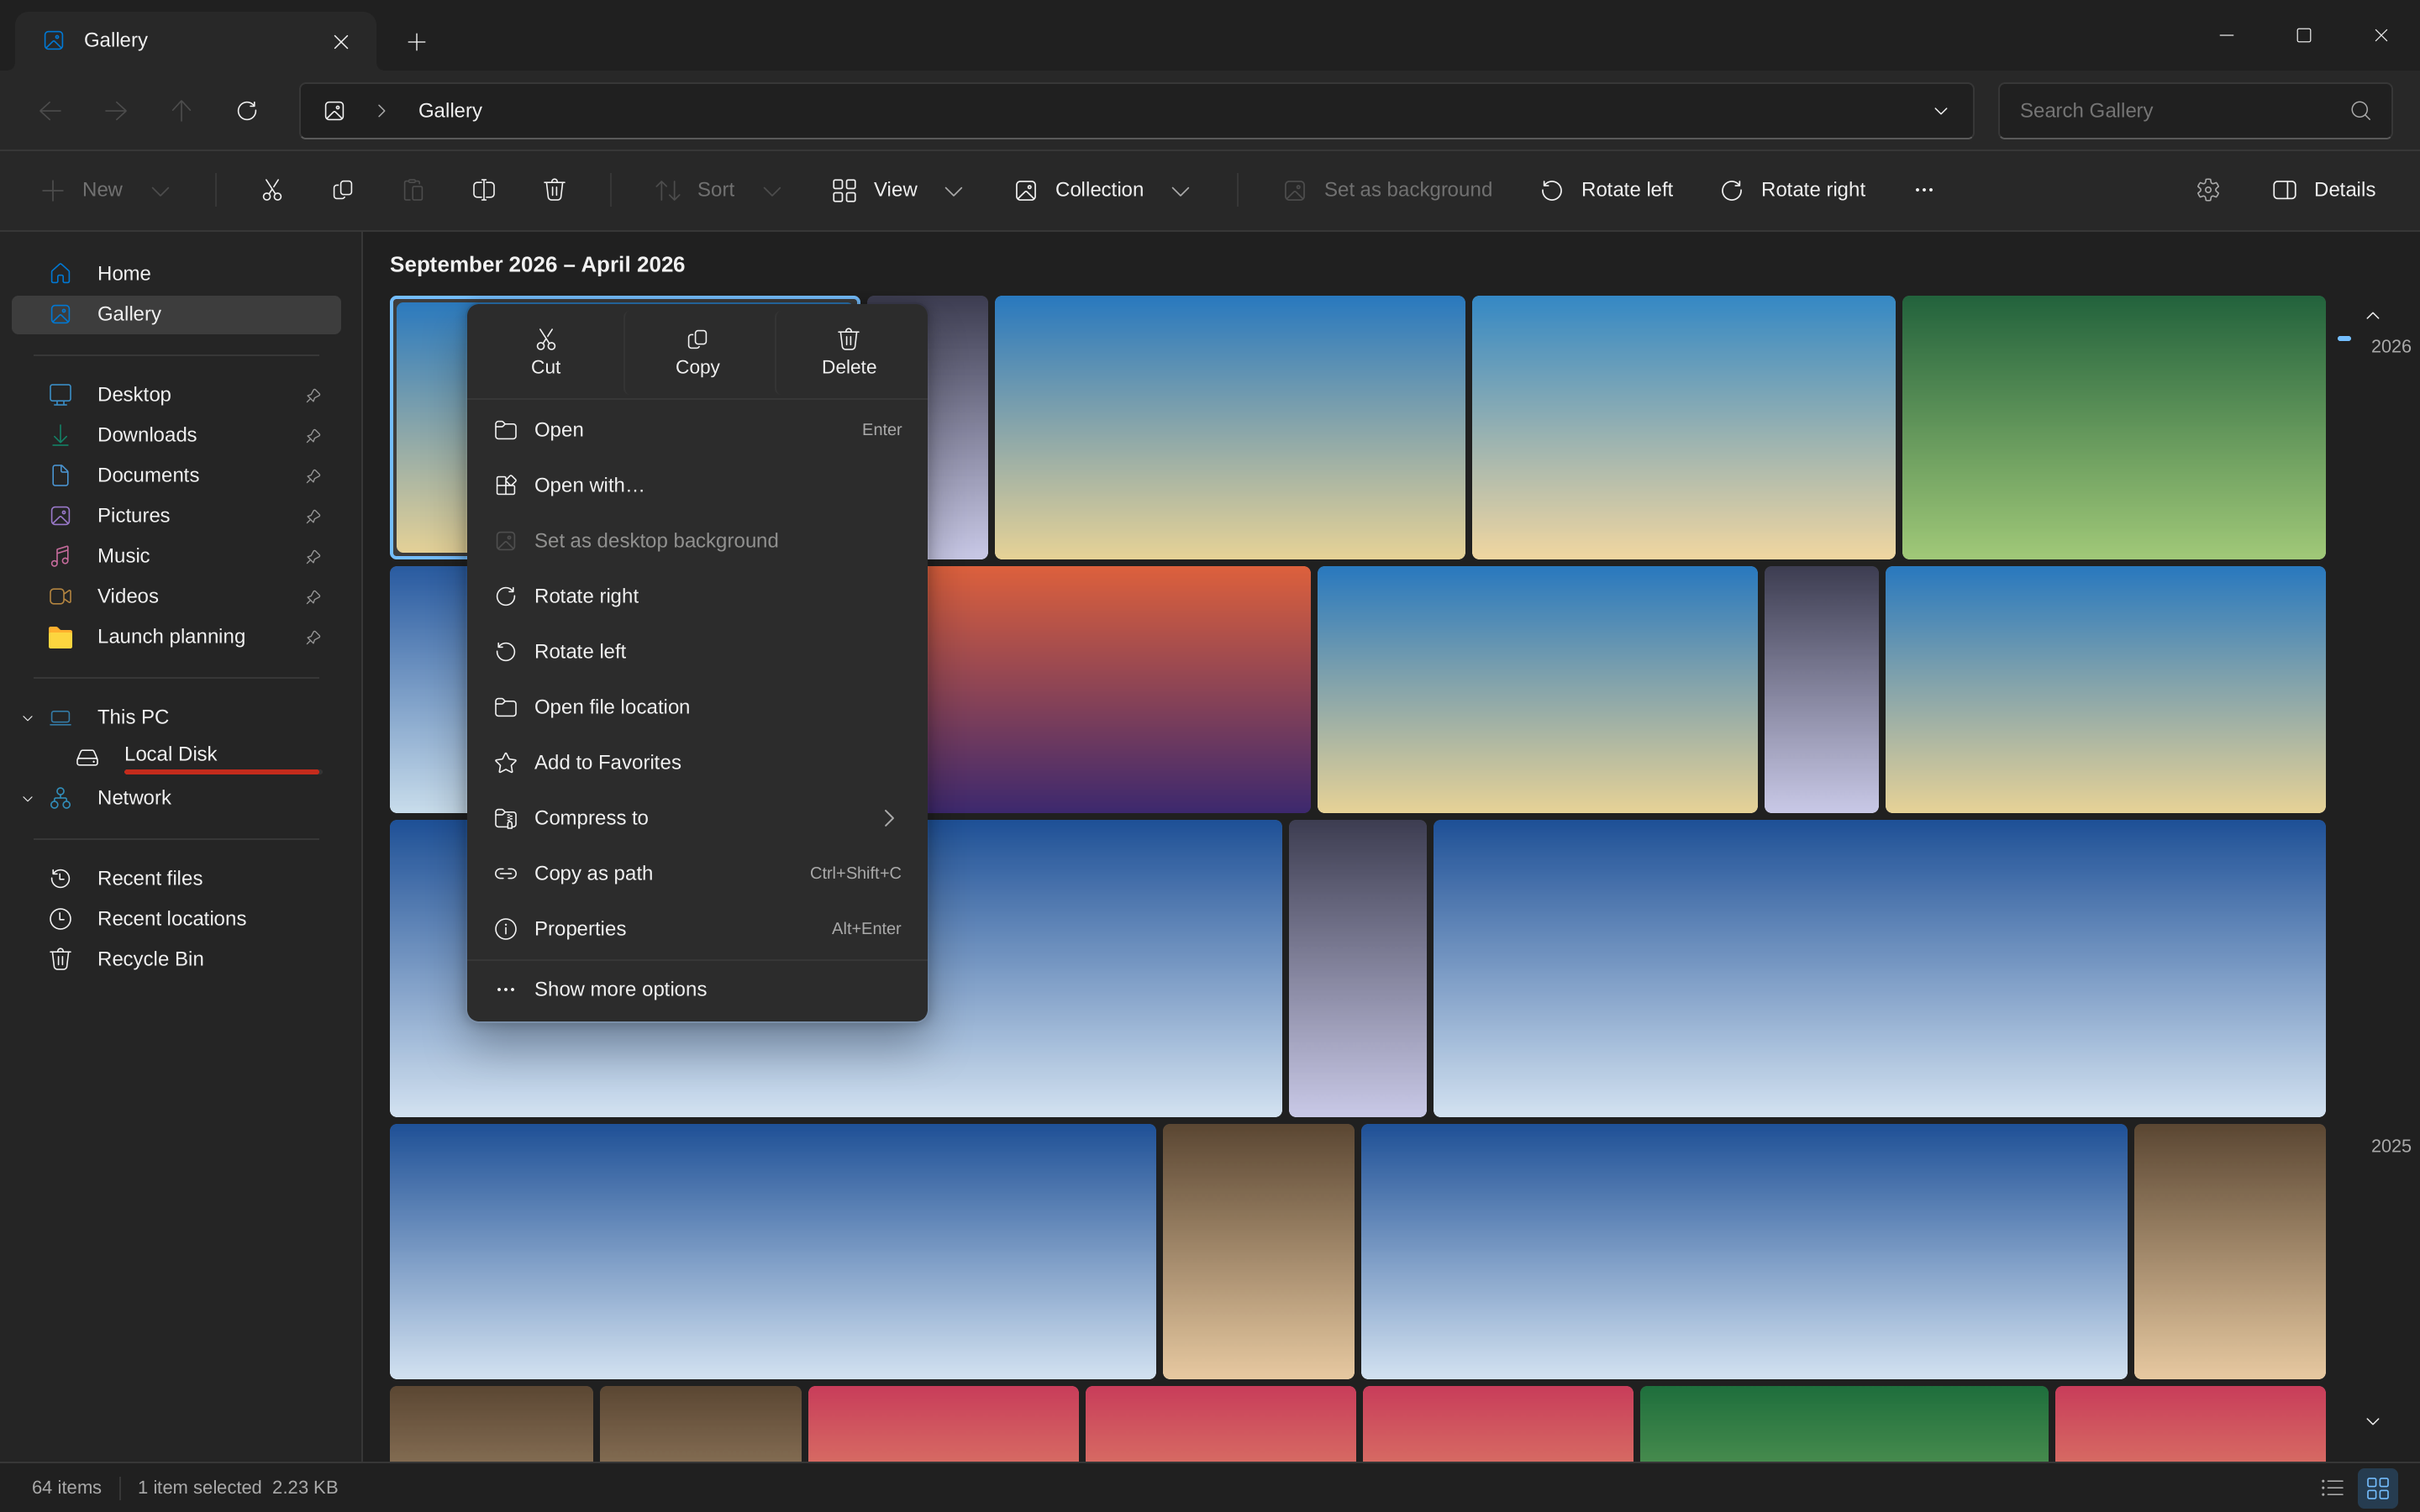 Gallery
Gallery
Search Gallery
New
Sort
View
Collection
Set as background
Rotate left
Rotate right
Details
Home
Gallery
Desktop
Downloads
Documents
Pictures
Music
Videos
Launch planning
This PC
Local Disk
Network
Recent files
Recent locations
Recycle Bin
September 2026 – April 2026
Cut
Copy
Delete
Open Enter
Open with…
Set as desktop background
Rotate right
Rotate left
Open file location
Add to Favorites
Compress to
Copy as path Ctrl+Shift+C
Properties Alt+Enter
Show more options
2026
2025
64 items
1 item selected 2.23 KB